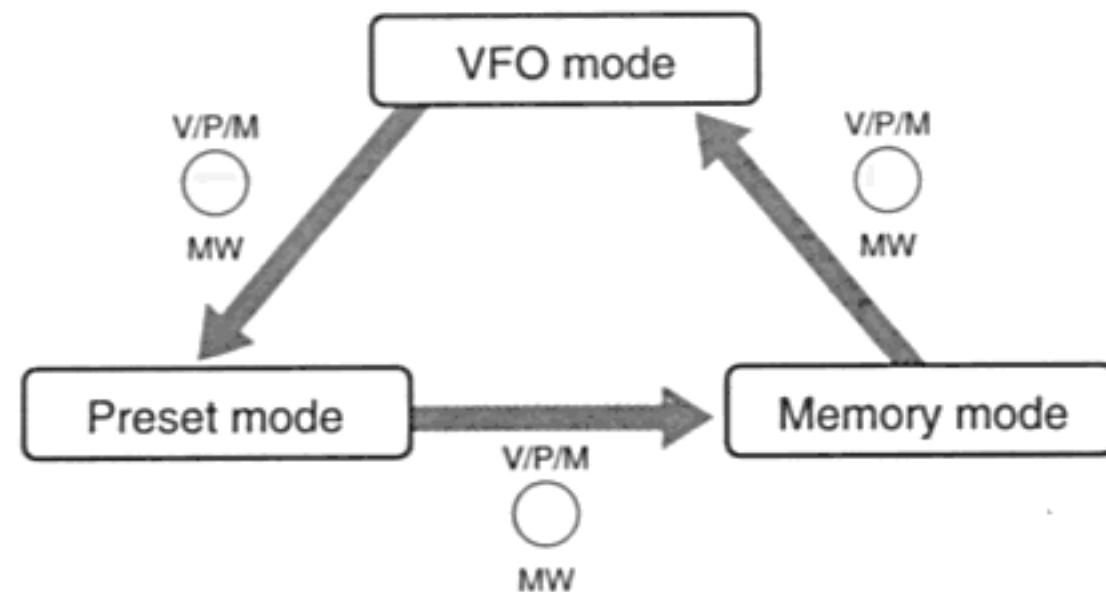 VFO mode
V/P/M
MW
V/P/M
MW
Preset mode
Memory mode
V/P/M
MW